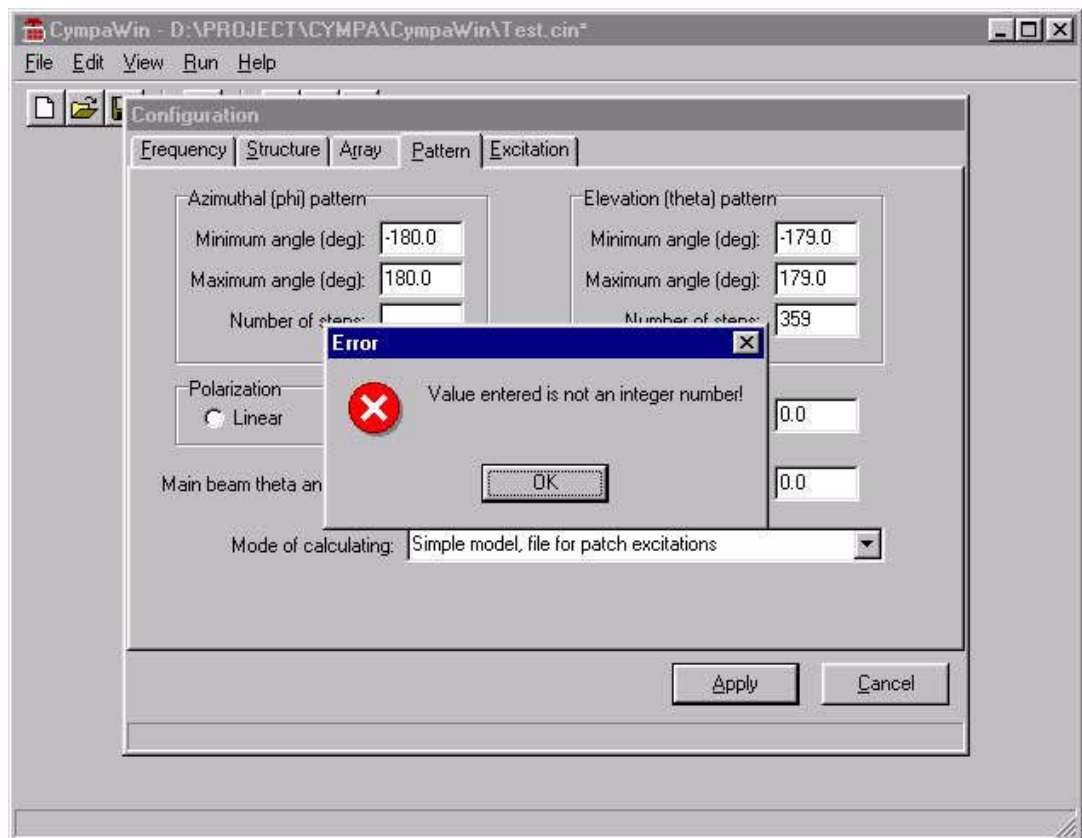 CympaWin - D:\PROJECT\CYMPA\CympaWin\Test.cin*
File Edit View Run Help
Configuration
Frequency Structure Array Pattern Excitation
Azimuthal (phi) pattern
Minimum angle (deg): -180.0
Maximum angle (deg): 180.0
Number of steps:
Elevation (theta) pattern
Minimum angle (deg): -179.0
Maximum angle (deg): 179.0
Number of steps: 359
Error
Value entered is not an integer number!
OK
Polarization
Linear
0.0
Main beam theta an
0.0
Mode of calculating: Simple model, file for patch excitations
Apply Cancel